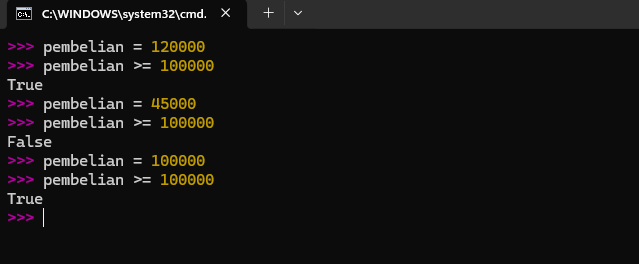 C:\WINDOWS\system32\cmd.
>>> pembelian = 120000
>>> pembelian >= 100000
True
>>> pembelian = 45000
>>> pembelian >= 100000
False
>>> pembelian = 100000
>>> pembelian >= 100000
True
>>>